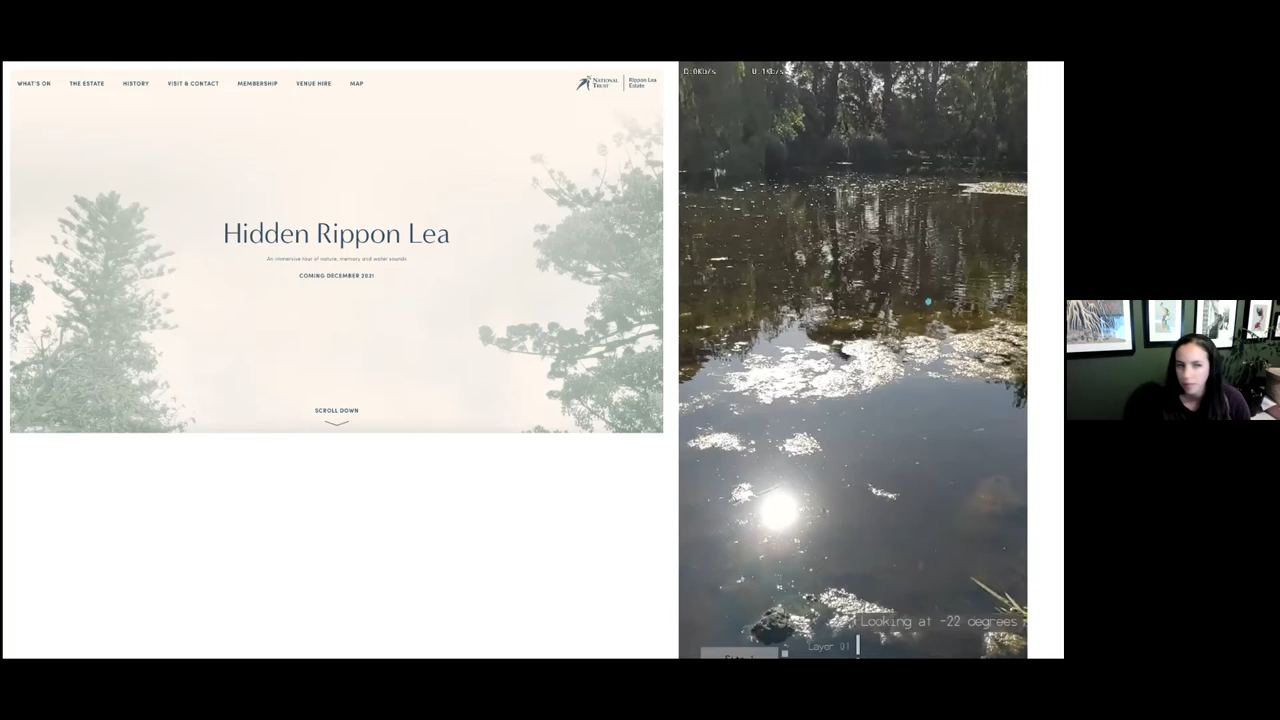 WHAT'S ON THE ESTATE HISTORY VISIT & CONTACT MEMBERSHIP VENUE HIRE MAP
NATIONAL TRUST
Rippon Lea Estate
Hidden Rippon Lea
An immersive tour of nature, memory and water sounds
COMING DECEMBER 2021
SCROLL DOWN
Looking at -22 degrees
Layer 01